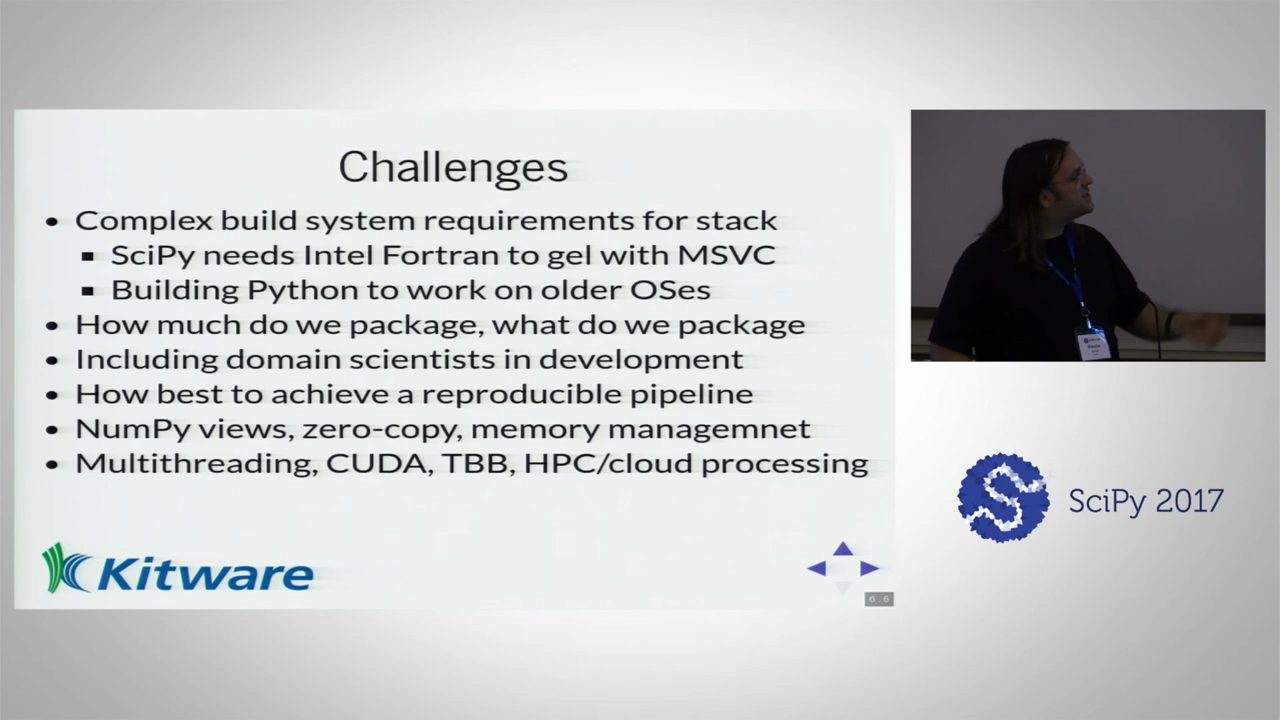 Challenges
• Complex build system requirements for stack
▪ SciPy needs Intel Fortran to gel with MSVC
▪ Building Python to work on older OSes
• How much do we package, what do we package
• Including domain scientists in development
• How best to achieve a reproducible pipeline
• NumPy views, zero-copy, memory managemnet
• Multithreading, CUDA, TBB, HPC/cloud processing
Kitware
6.6
SciPy 2017